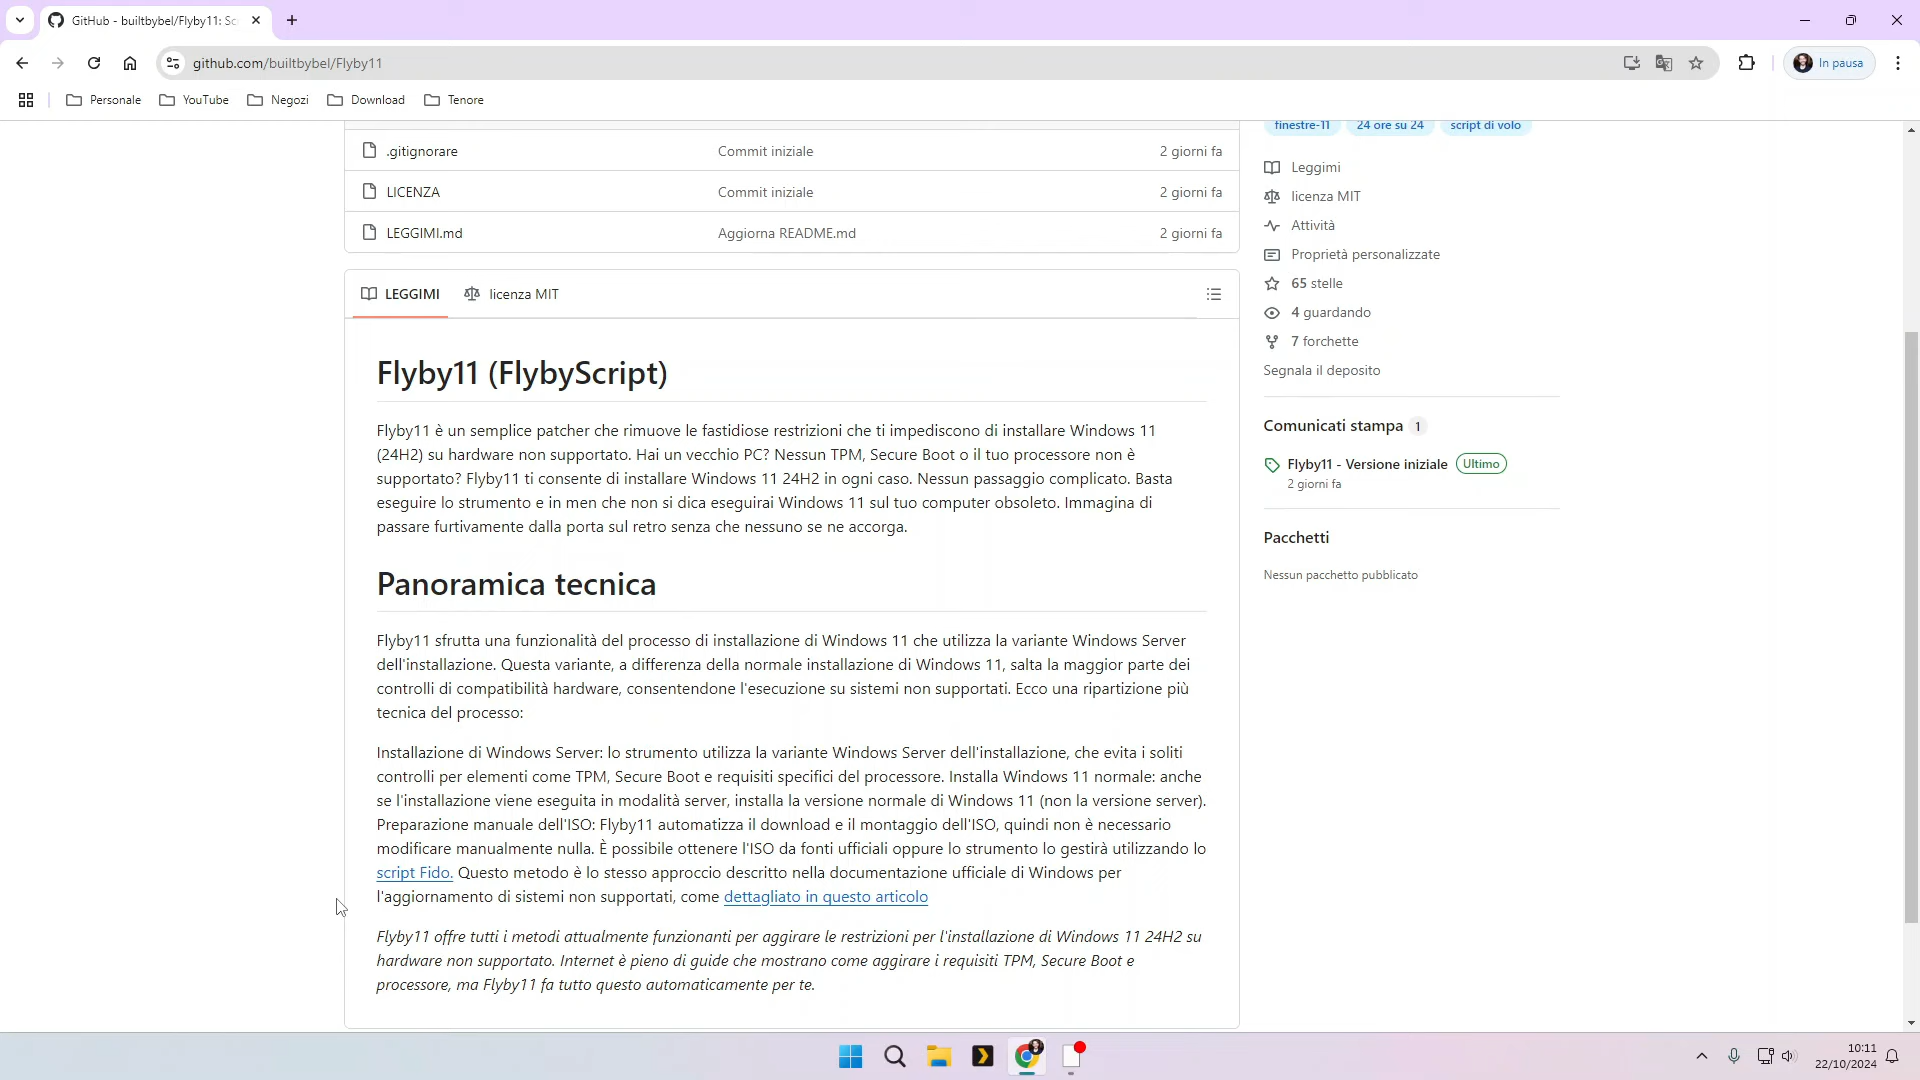 GitHub - builtbybel/Flyby11: Sc
github.com/builtbybel/Flyby11
In pausa
Personale
YouTube
Negozi
Download
Tenore
.gitignorare
Commit iniziale
2 giorni fa
LICENZA
Commit iniziale
2 giorni fa
LEGGIMI.md
Aggiorna README.md
2 giorni fa
LEGGIMI
licenza MIT
Flyby11 (FlybyScript)
Flyby11 è un semplice patcher che rimuove le fastidiose restrizioni che ti impediscono di installare Windows 11
(24H2) su hardware non supportato. Hai un vecchio PC? Nessun TPM, Secure Boot o il tuo processore non è
supportato? Flyby11 ti consente di installare Windows 11 24H2 in ogni caso. Nessun passaggio complicato. Basta
eseguire lo strumento e in men che non si dica eseguirai Windows 11 sul tuo computer obsoleto. Immagina di
passare furtivamente dalla porta sul retro senza che nessuno se ne accorga.
Panoramica tecnica
Flyby11 sfrutta una funzionalità del processo di installazione di Windows 11 che utilizza la variante Windows Server
dell'installazione. Questa variante, a differenza della normale installazione di Windows 11, salta la maggior parte dei
controlli di compatibilità hardware, consentendone l'esecuzione su sistemi non supportati. Ecco una ripartizione più
tecnica del processo:
Installazione di Windows Server: lo strumento utilizza la variante Windows Server dell'installazione, che evita i soliti
controlli per elementi come TPM, Secure Boot e requisiti specifici del processore. Installa Windows 11 normale: anche
se l'installazione viene eseguita in modalità server, installa la versione normale di Windows 11 (non la versione server).
Preparazione manuale dell'ISO: Flyby11 automatizza il download e il montaggio dell'ISO, quindi non è necessario
modificare manualmente nulla. È possibile ottenere l'ISO da fonti ufficiali oppure lo strumento lo gestirà utilizzando lo
script Fido. Questo metodo è lo stesso approccio descritto nella documentazione ufficiale di Windows per
l'aggiornamento di sistemi non supportati, come dettagliato in questo articolo
Flyby11 offre tutti i metodi attualmente funzionanti per aggirare le restrizioni per l'installazione di Windows 11 24H2 su
hardware non supportato. Internet è pieno di guide che mostrano come aggirare i requisiti TPM, Secure Boot e
processore, ma Flyby11 fa tutto questo automaticamente per te.
finestre-11
24 ore su 24
script di volo
Leggimi
licenza MIT
Attività
Proprietà personalizzate
65 stelle
4 guardando
7 forchette
Segnala il deposito
Comunicati stampa 1
Flyby11 - Versione iniziale Ultimo
2 giorni fa
Pacchetti
Nessun pacchetto pubblicato
10:11
22/10/2024